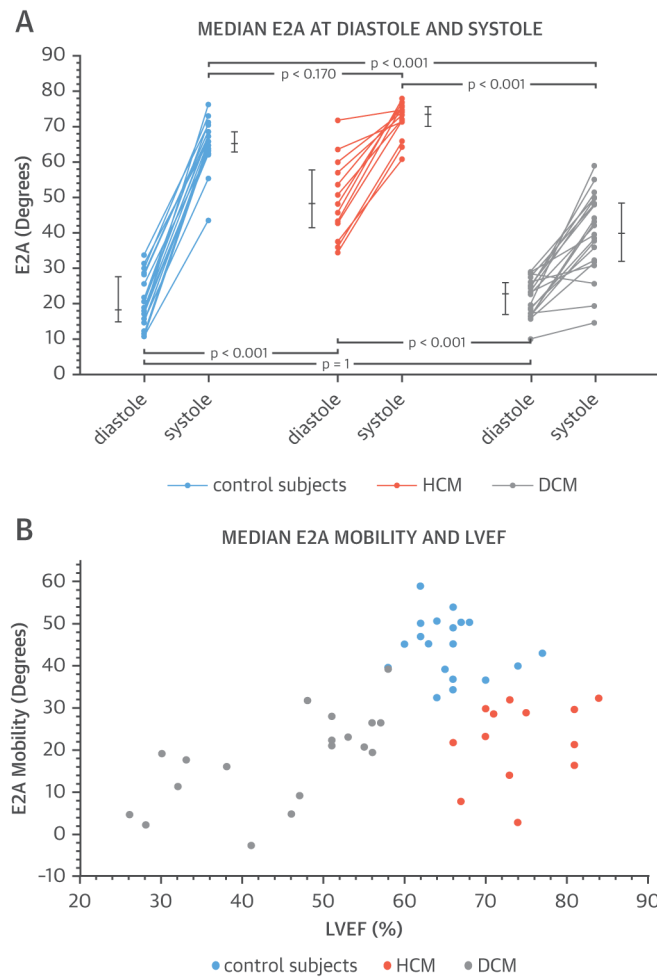 A
MEDIAN E2A AT DIASTOLE AND SYSTOLE
p < 0.001
p < 0.170
p < 0.001
E2A (Degrees)
90
80
70
60
50
40
30
20
10
0
p < 0.001
p < 0.001
p = 1
diastole systole diastole systole diastole systole
control subjects HCM DCM
B
MEDIAN E2A MOBILITY AND LVEF
E2A Mobility (Degrees)
60
50
40
30
20
10
0
–10
20 30 40 50 60 70 80 90
LVEF (%)
control subjects HCM DCM